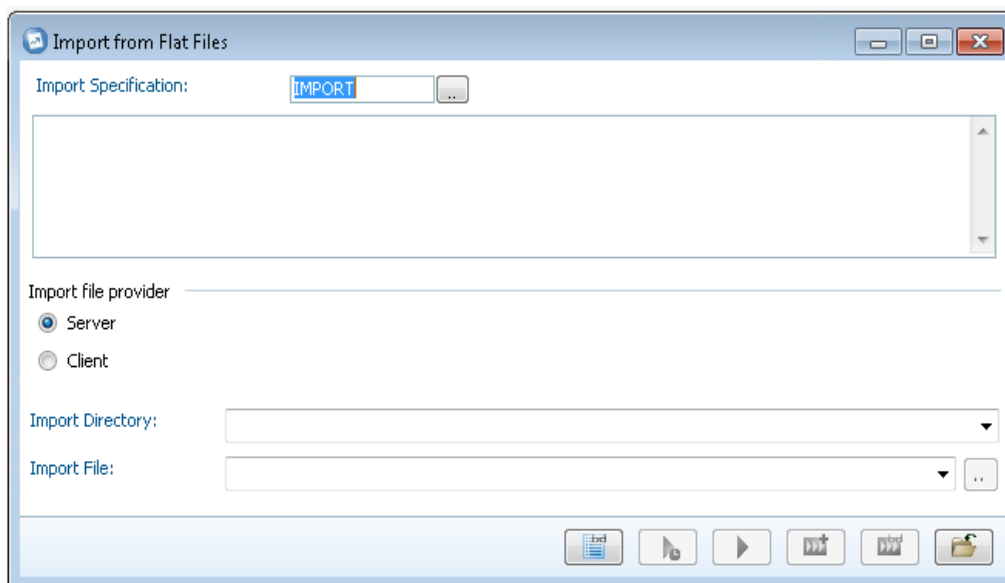 Import from Flat Files
Import Specification: IMPORT ..
Import file provider
Server
Client
Import Directory:
Import File: ..